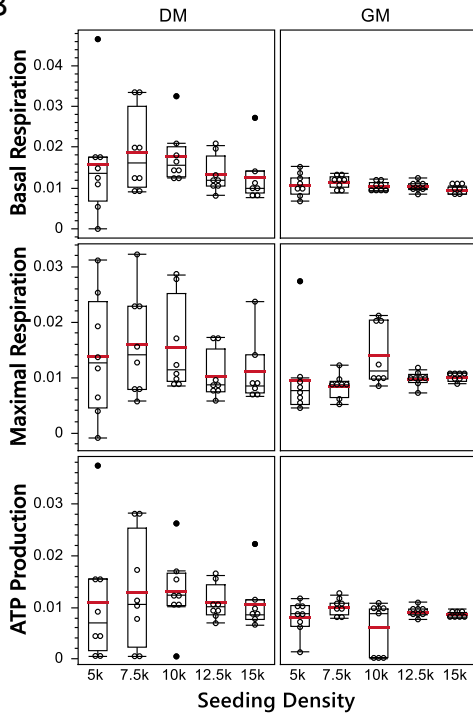 B
DM GM
Basal Respiration
0.04
0.03
0.02
0.01
0
Maximal Respiration
0.03
0.02
0.01
0
ATP Production
0.03
0.02
0.01
0
5k 7.5k 10k 12.5k 15k 5k 7.5k 10k 12.5k 15k
Seeding Density